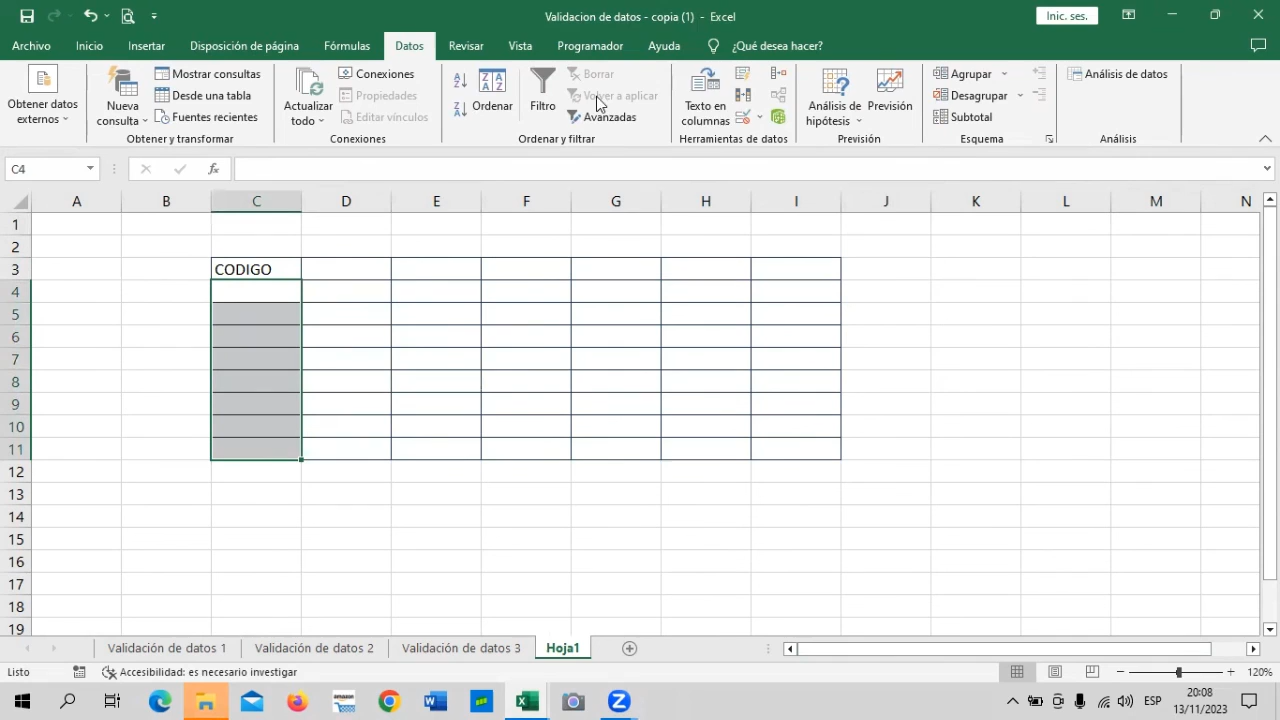 Validacion de datos - copia (1) - Excel
Inic. ses.
Archivo Inicio Insertar Disposición de página Fórmulas Datos Revisar Vista Programador Ayuda ¿Qué desea hacer?
Obtener datos externos
Nueva consulta
Mostrar consultas
Desde una tabla
Fuentes recientes
Obtener y transformar
Actualizar todo
Conexiones
Propiedades
Editar vínculos
Conexiones
Ordenar
Filtro
Borrar
Volver a aplicar
Avanzadas
Ordenar y filtrar
Texto en columnas
Herramientas de datos
Análisis de hipótesis
Previsión
Previsión
Agrupar
Desagrupar
Subtotal
Esquema
Análisis de datos
Análisis
C4
fx
A B C D E F G H I J K L M N
1
2
3 CODIGO
4
5
6
7
8
9
10
11
12
13
14
15
16
17
18
19
Validación de datos 1 Validación de datos 2 Validación de datos 3 Hoja1
Listo Accesibilidad: es necesario investigar 120%
ESP
20:08
13/11/2023